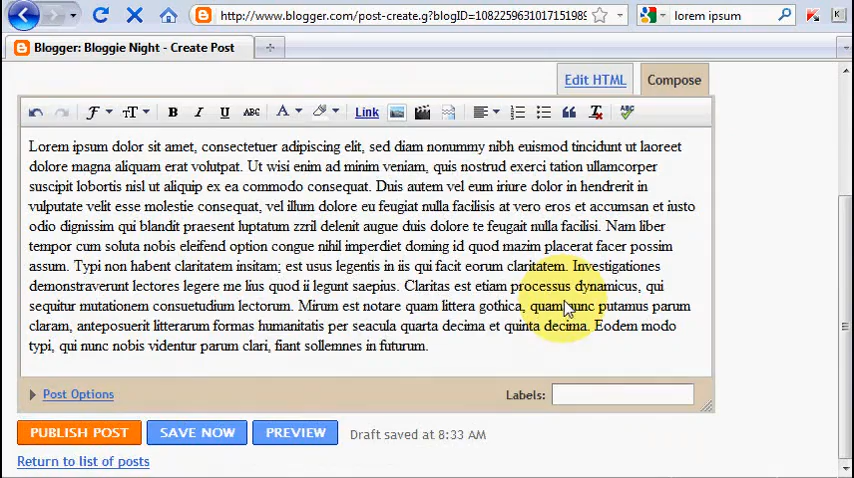 http://www.blogger.com/post-create.g?blogID=1082259631017151989
lorem ipsum
Blogger: Bloggie Night - Create Post
Edit HTML
Compose
Link
ABC
Lorem ipsum dolor sit amet, consectetuer adipiscing elit, sed diam nonummy nibh euismod tincidunt ut laoreet
dolore magna aliquam erat volutpat. Ut wisi enim ad minim veniam, quis nostrud exerci tation ullamcorper
suscipit lobortis nisl ut aliquip ex ea commodo consequat. Duis autem vel eum iriure dolor in hendrerit in
vulputate velit esse molestie consequat, vel illum dolore eu feugiat nulla facilisis at vero eros et accumsan et iusto
odio dignissim qui blandit praesent luptatum zzril delenit augue duis dolore te feugait nulla facilisi. Nam liber
tempor cum soluta nobis eleifend option congue nihil imperdiet doming id quod mazim placerat facer possim
assum. Typi non habent claritatem insitam; est usus legentis in iis qui facit eorum claritatem. Investigationes
demonstraverunt lectores legere me lius quod ii legunt saepius. Claritas est etiam processus dynamicus, qui
sequitur mutationem consuetudium lectorum. Mirum est notare quam littera gothica, quam nunc putamus parum
claram, anteposuerit litterarum formas humanitatis per seacula quarta decima et quinta decima. Eodem modo
typi, qui nunc nobis videntur parum clari, fiant sollemnes in futurum.
Post Options
Labels:
PUBLISH POST
SAVE NOW
PREVIEW
Draft saved at 8:33 AM
Return to list of posts